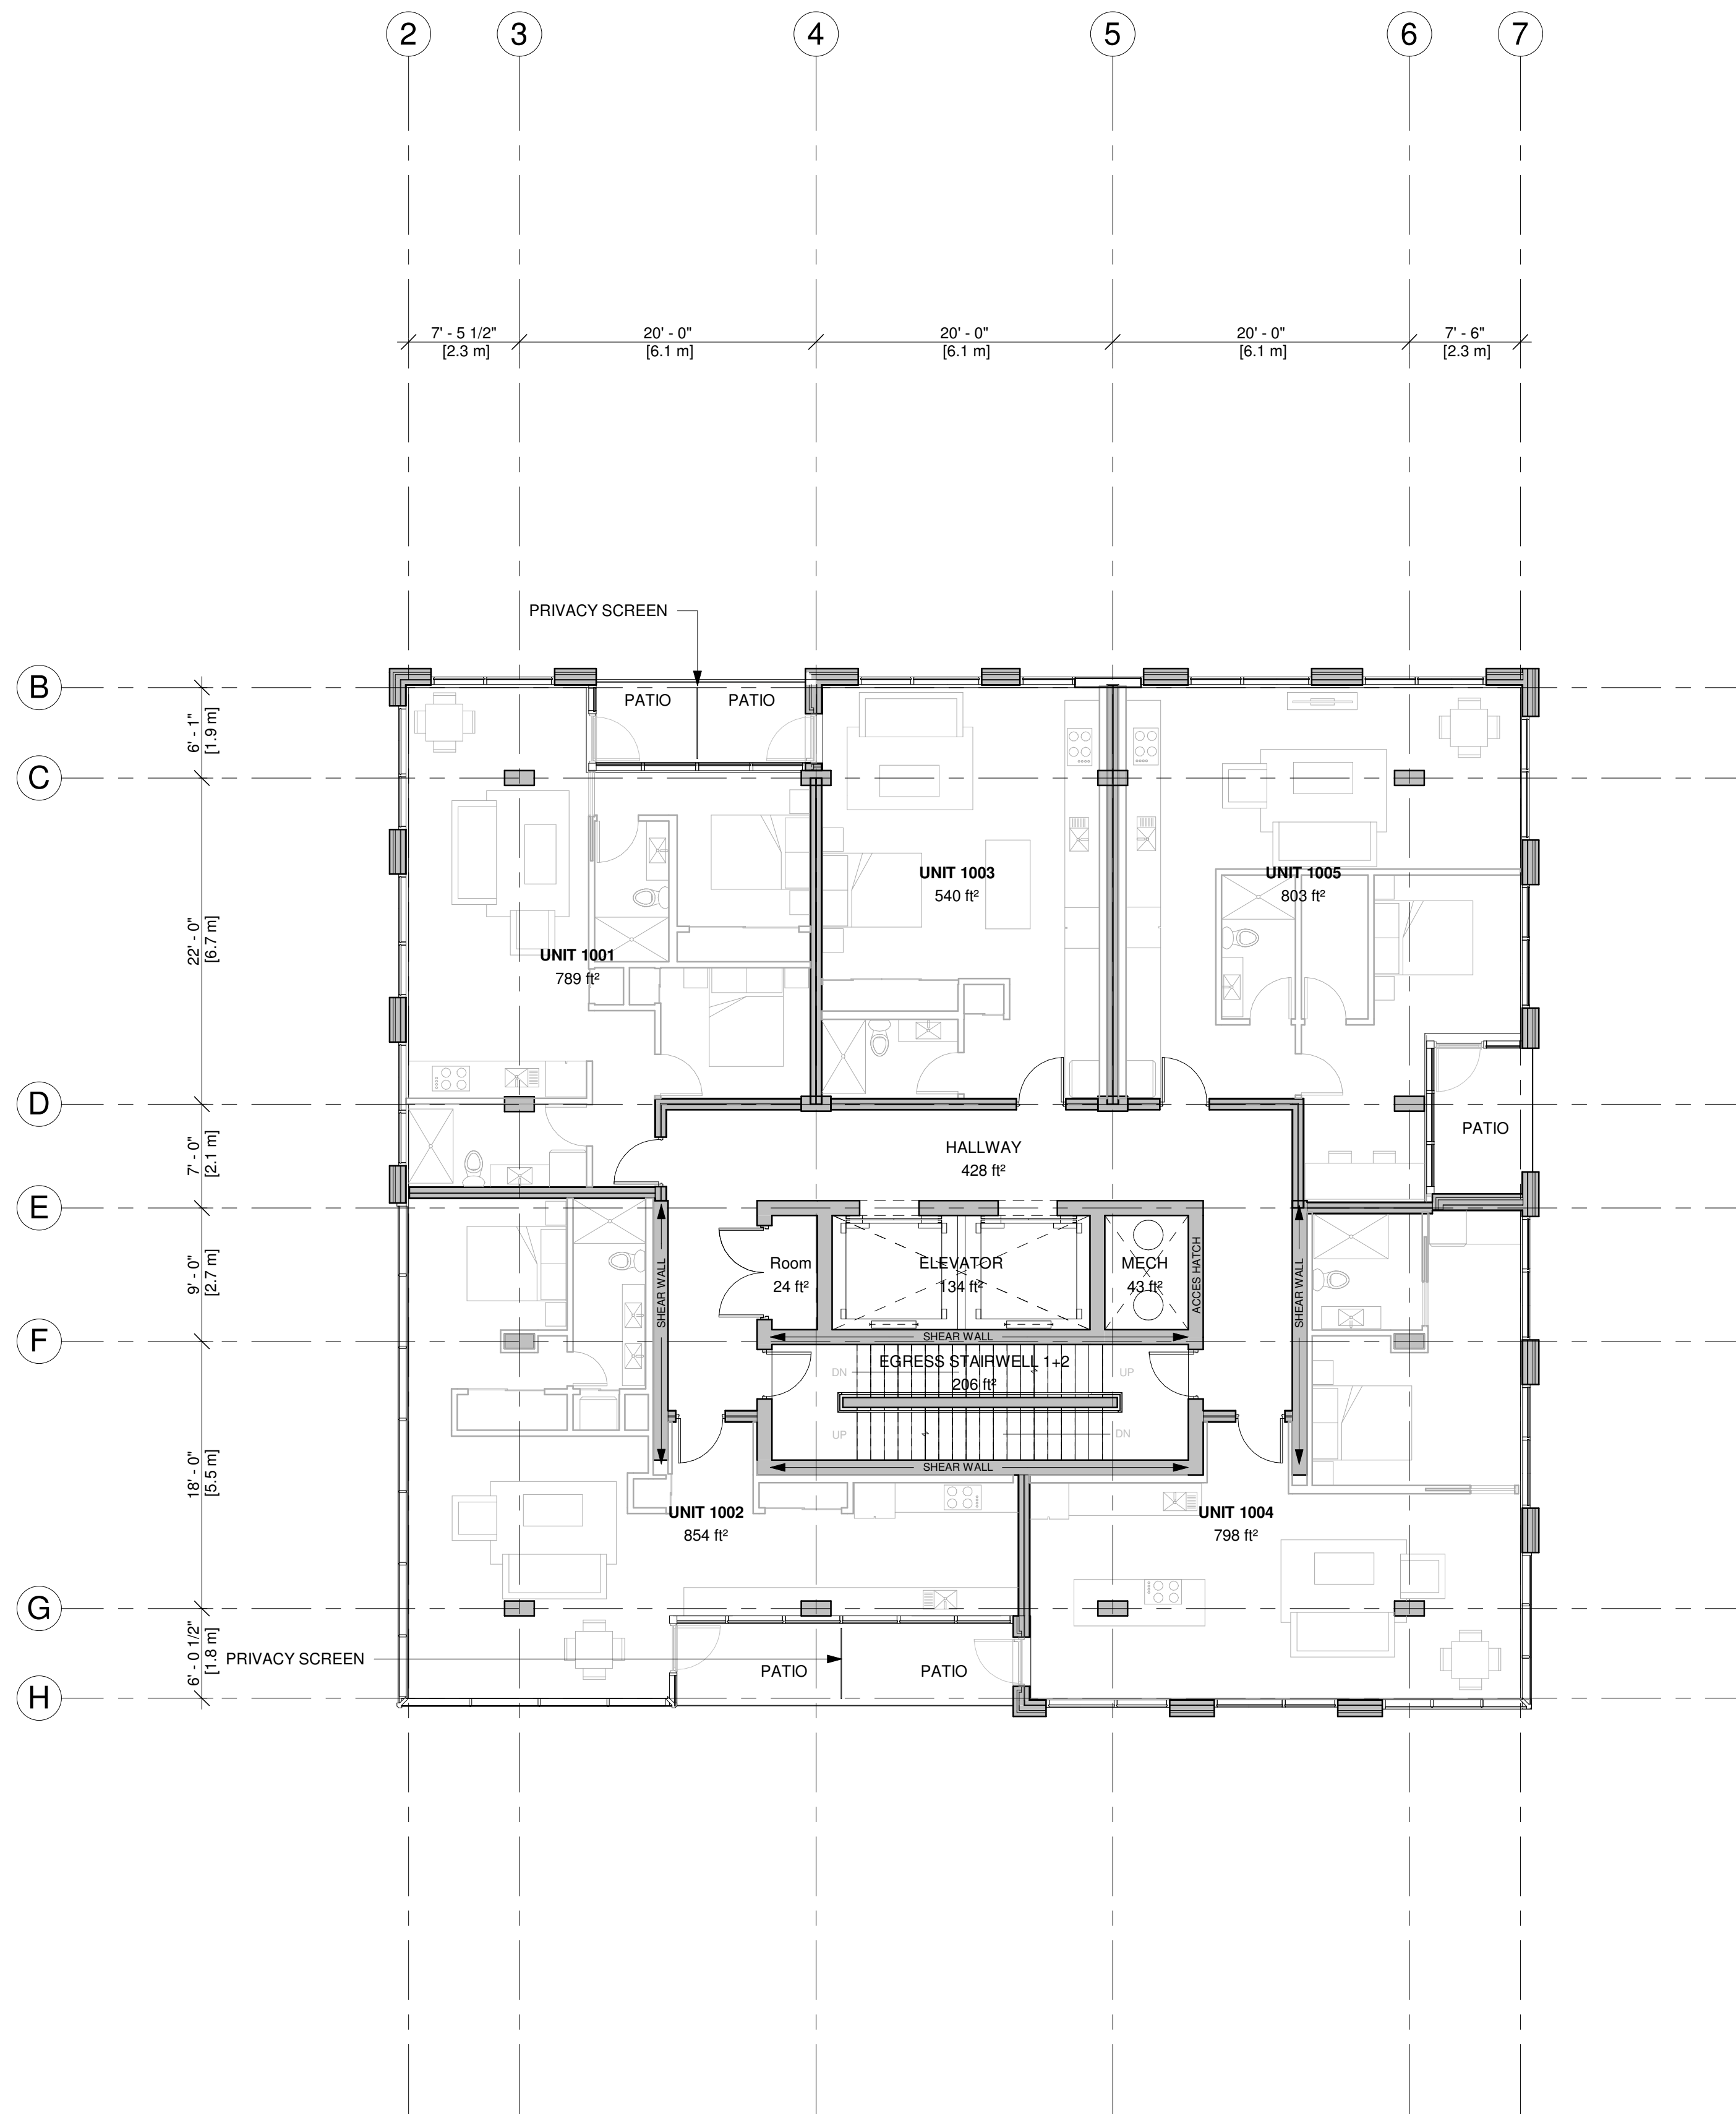 2 3 4 5 6 7
7' - 5 1/2" 20' - 0" 20' - 0" 20' - 0" 7' - 6"
[2.3 m] [6.1 m] [6.1 m] [6.1 m] [2.3 m]
PRIVACY SCREEN
B
PATIO PATIO
6' - 1"
[1.9 m]
C
UNIT 1003
540 ft²
UNIT 1005
803 ft²
22' - 0"
[6.7 m]
UNIT 1001
789 ft²
D
PATIO
7' - 0"
[2.1 m]
HALLWAY
428 ft²
E
9' - 0"
[2.7 m]
SHEAR WALL
Room
24 ft²
ELEVATOR
134 ft²
MECH
43 ft²
ACCES HATCH
SHEAR WALL
SHEAR WALL
F
EGRESS STAIRWELL 1+2
206 ft²
DN UP
UP DN
SHEAR WALL
18' - 0"
[5.5 m]
UNIT 1002
854 ft²
UNIT 1004
798 ft²
G
6' - 0 1/2"
[1.8 m]
PRIVACY SCREEN
PATIO PATIO
H